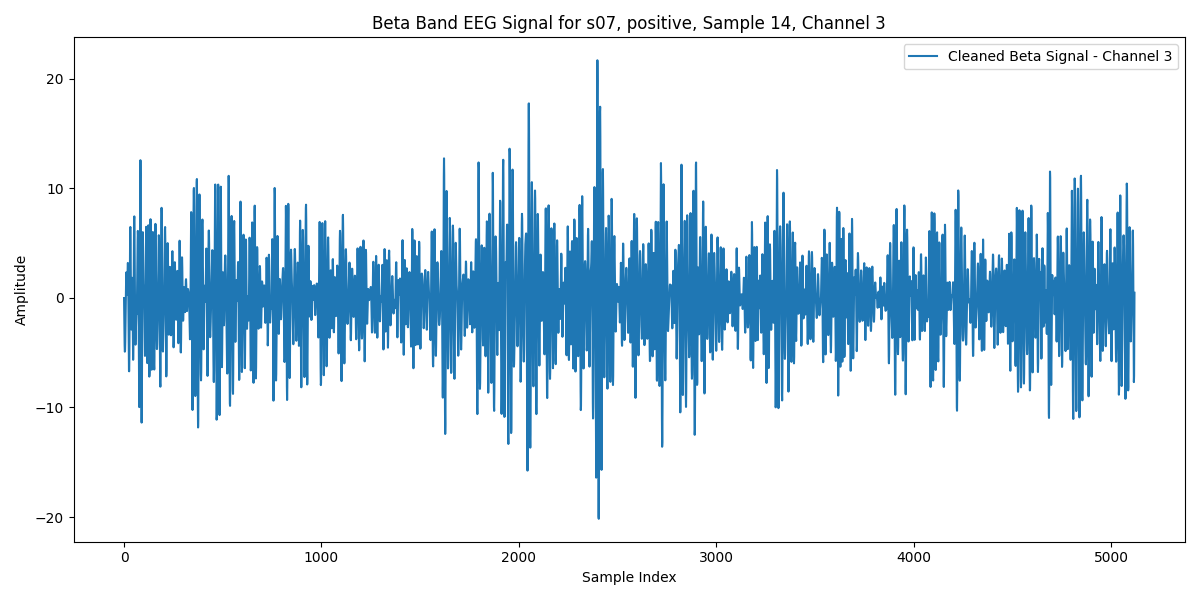 Beta Band EEG Signal for s07, positive, Sample 14, Channel 3
Cleaned Beta Signal - Channel 3
Amplitude
20
10
0
−10
−20
0 1000 2000 3000 4000 5000
Sample Index